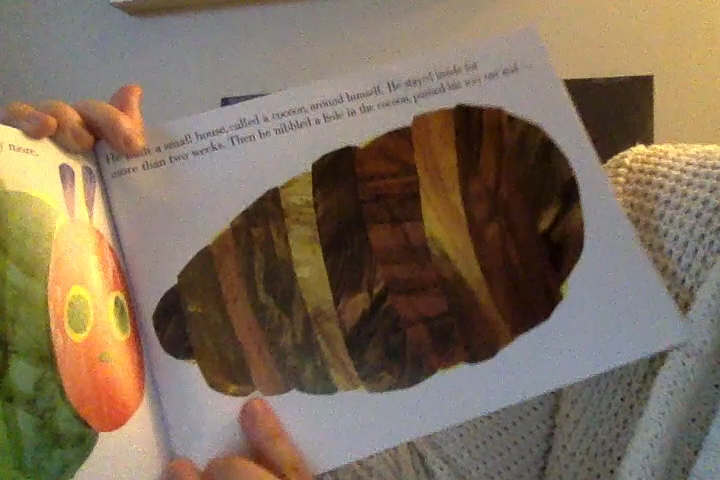 y more.
He built a small house, called a cocoon, around himself. He stayed inside for
more than two weeks. Then he nibbled a hole in the cocoon, pushed his way out and ...